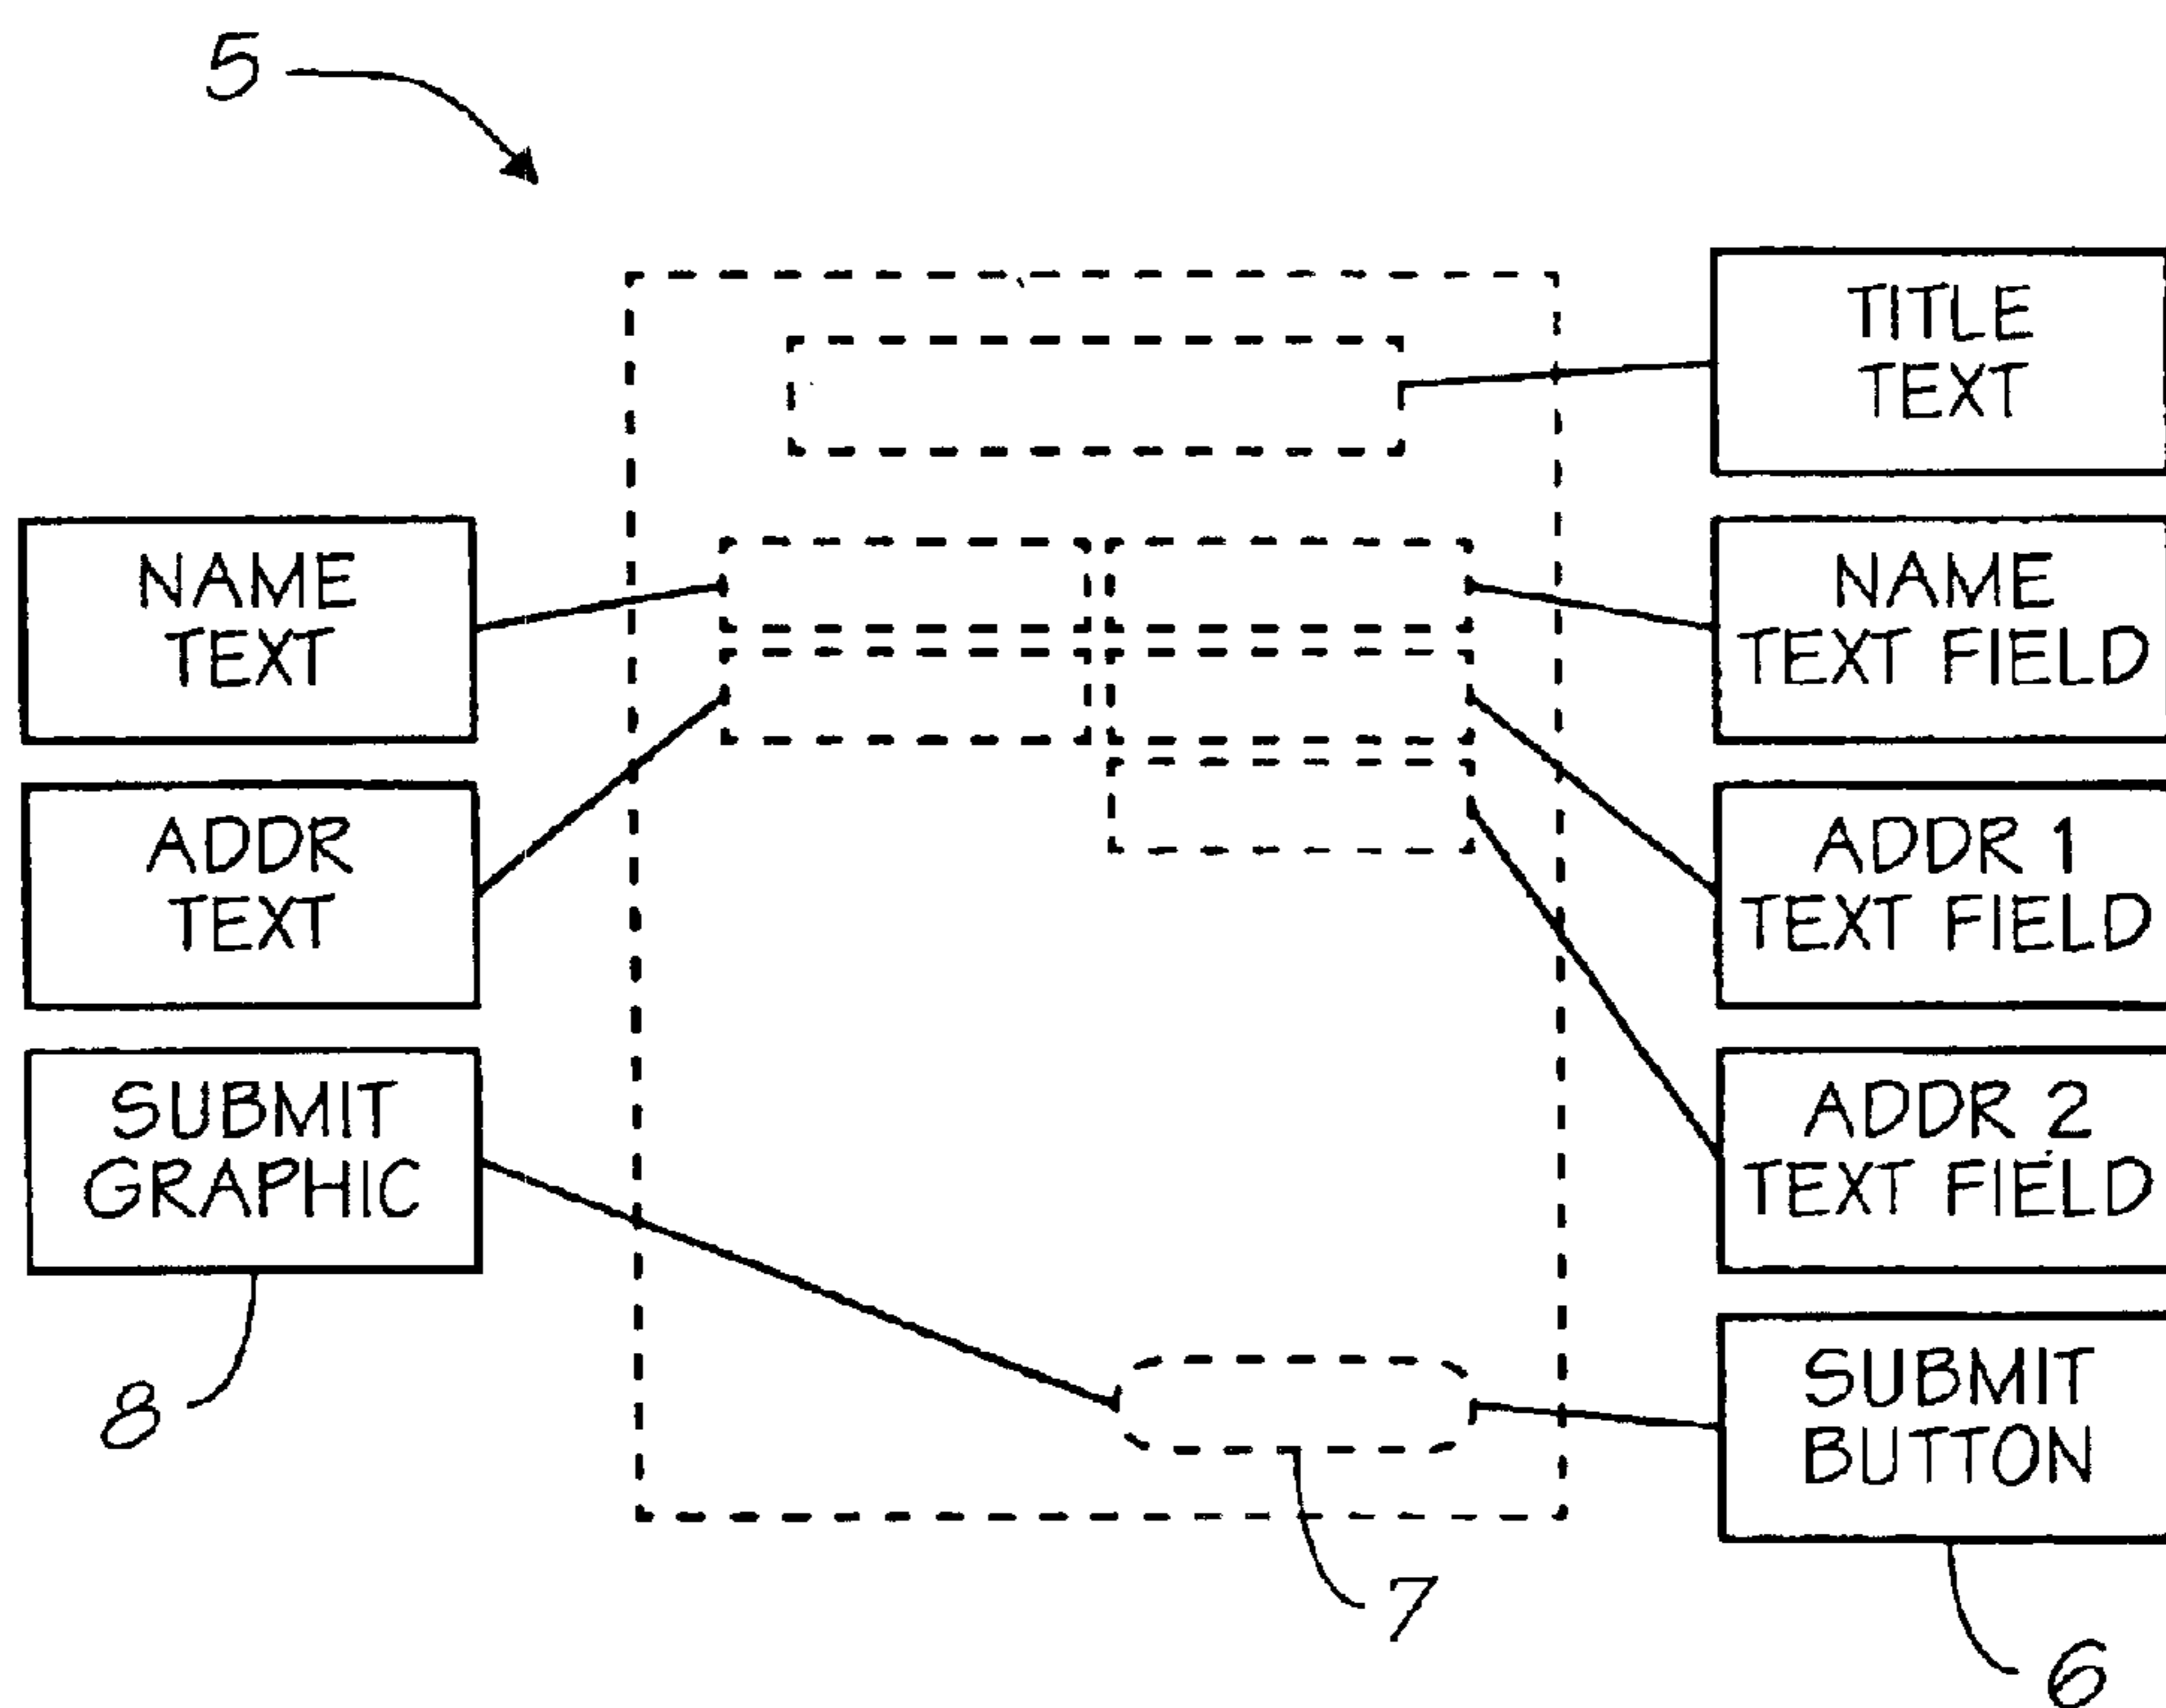 5
TITLE
TEXT
NAME
TEXT
NAME
TEXT FIELD
ADDR
TEXT
ADDR 1
TEXT FIELD
SUBMIT
GRAPHIC
ADDR 2
TEXT FIELD
8
SUBMIT
BUTTON
7
6